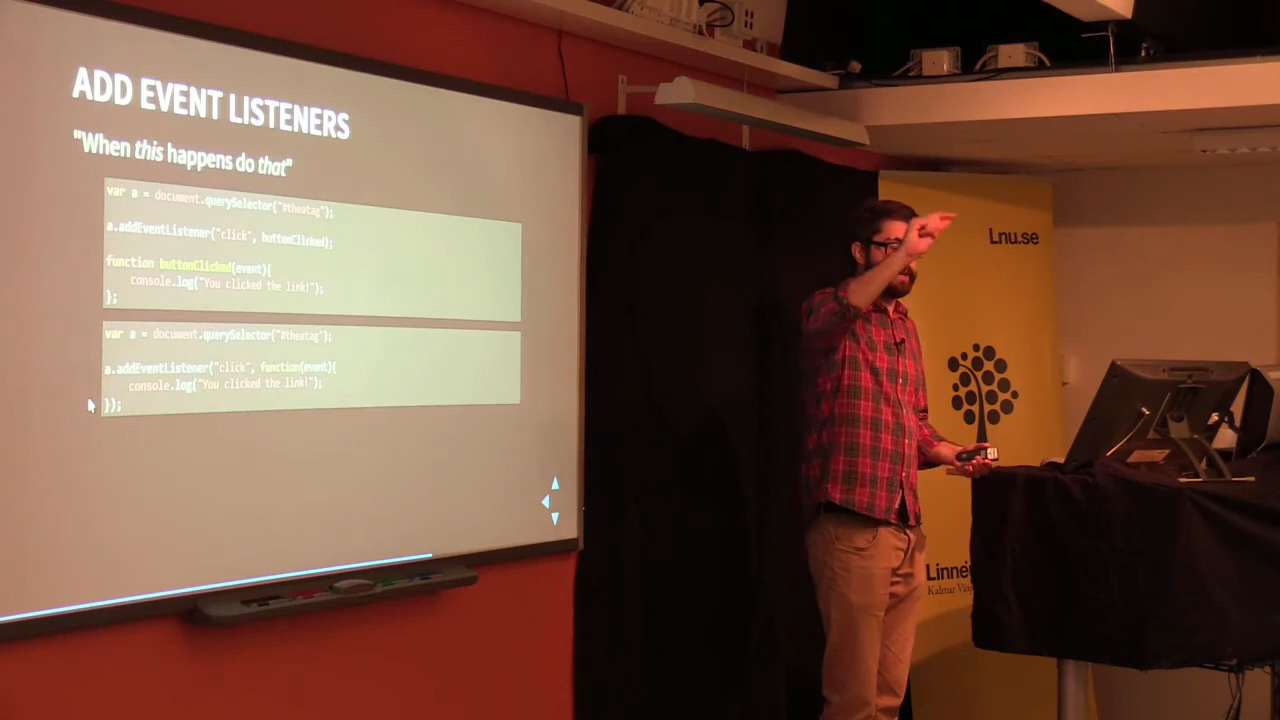 ADD EVENT LISTENERS
"When this happens do that"
var a = document.querySelector("#theatag");
a.addEventListener("click", buttonClicked);
function buttonClicked(event){
console.log("You clicked the link!");
};
var a = document.querySelector("#theatag");
a.addEventListener("click", function(event){
console.log("You clicked the link!");
});
Lnu.se
Kalmar